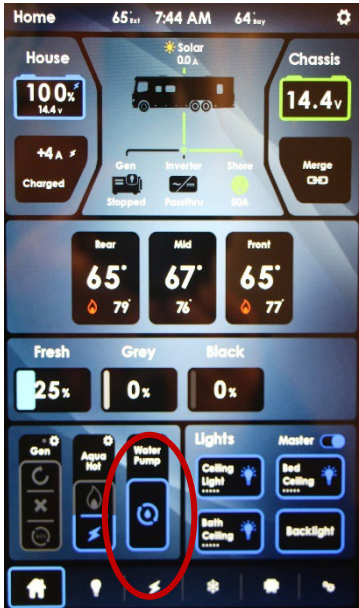 Home 65° Ext 7:44 AM 64° Bay
House
Solar
0.0 A
Chassis
100%
14.4v
14.4v
+4A
Charged
Gen
Inverter
Shore
Stopped
Passthru
50A
Merge
Rear
Mid
Front
65°
67°
65°
79°
76°
77°
Fresh
Grey
Black
25%
0%
0%
Gen
Aqua
Hot
Water
Pump
Lights
Master
Ceiling
Light
Bed
Ceiling
Bath
Ceiling
Backlight